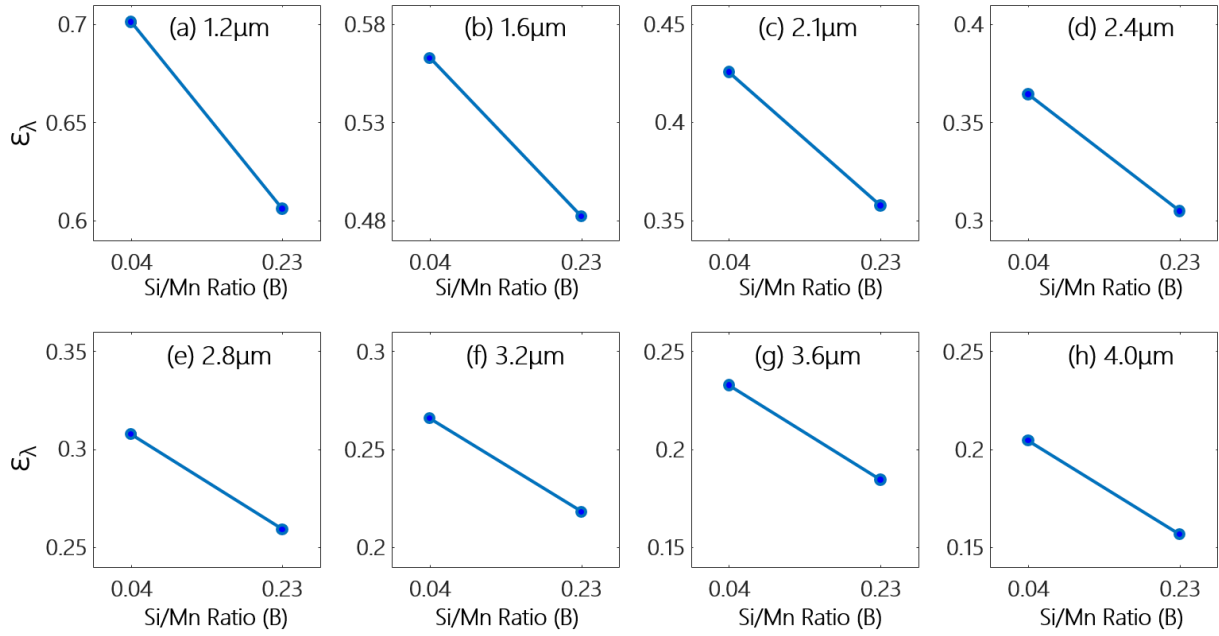 (a) 1.2μm
0.7
0.65
0.6
ελ
0.04 0.23
Si/Mn Ratio (B)
(b) 1.6μm
0.58
0.53
0.48
0.04 0.23
Si/Mn Ratio (B)
(c) 2.1μm
0.45
0.4
0.35
0.04 0.23
Si/Mn Ratio (B)
(d) 2.4μm
0.4
0.35
0.3
0.04 0.23
Si/Mn Ratio (B)
(e) 2.8μm
0.35
0.3
0.25
ελ
0.04 0.23
Si/Mn Ratio (B)
(f) 3.2μm
0.3
0.25
0.2
0.04 0.23
Si/Mn Ratio (B)
(g) 3.6μm
0.25
0.2
0.15
0.04 0.23
Si/Mn Ratio (B)
(h) 4.0μm
0.25
0.2
0.15
0.04 0.23
Si/Mn Ratio (B)